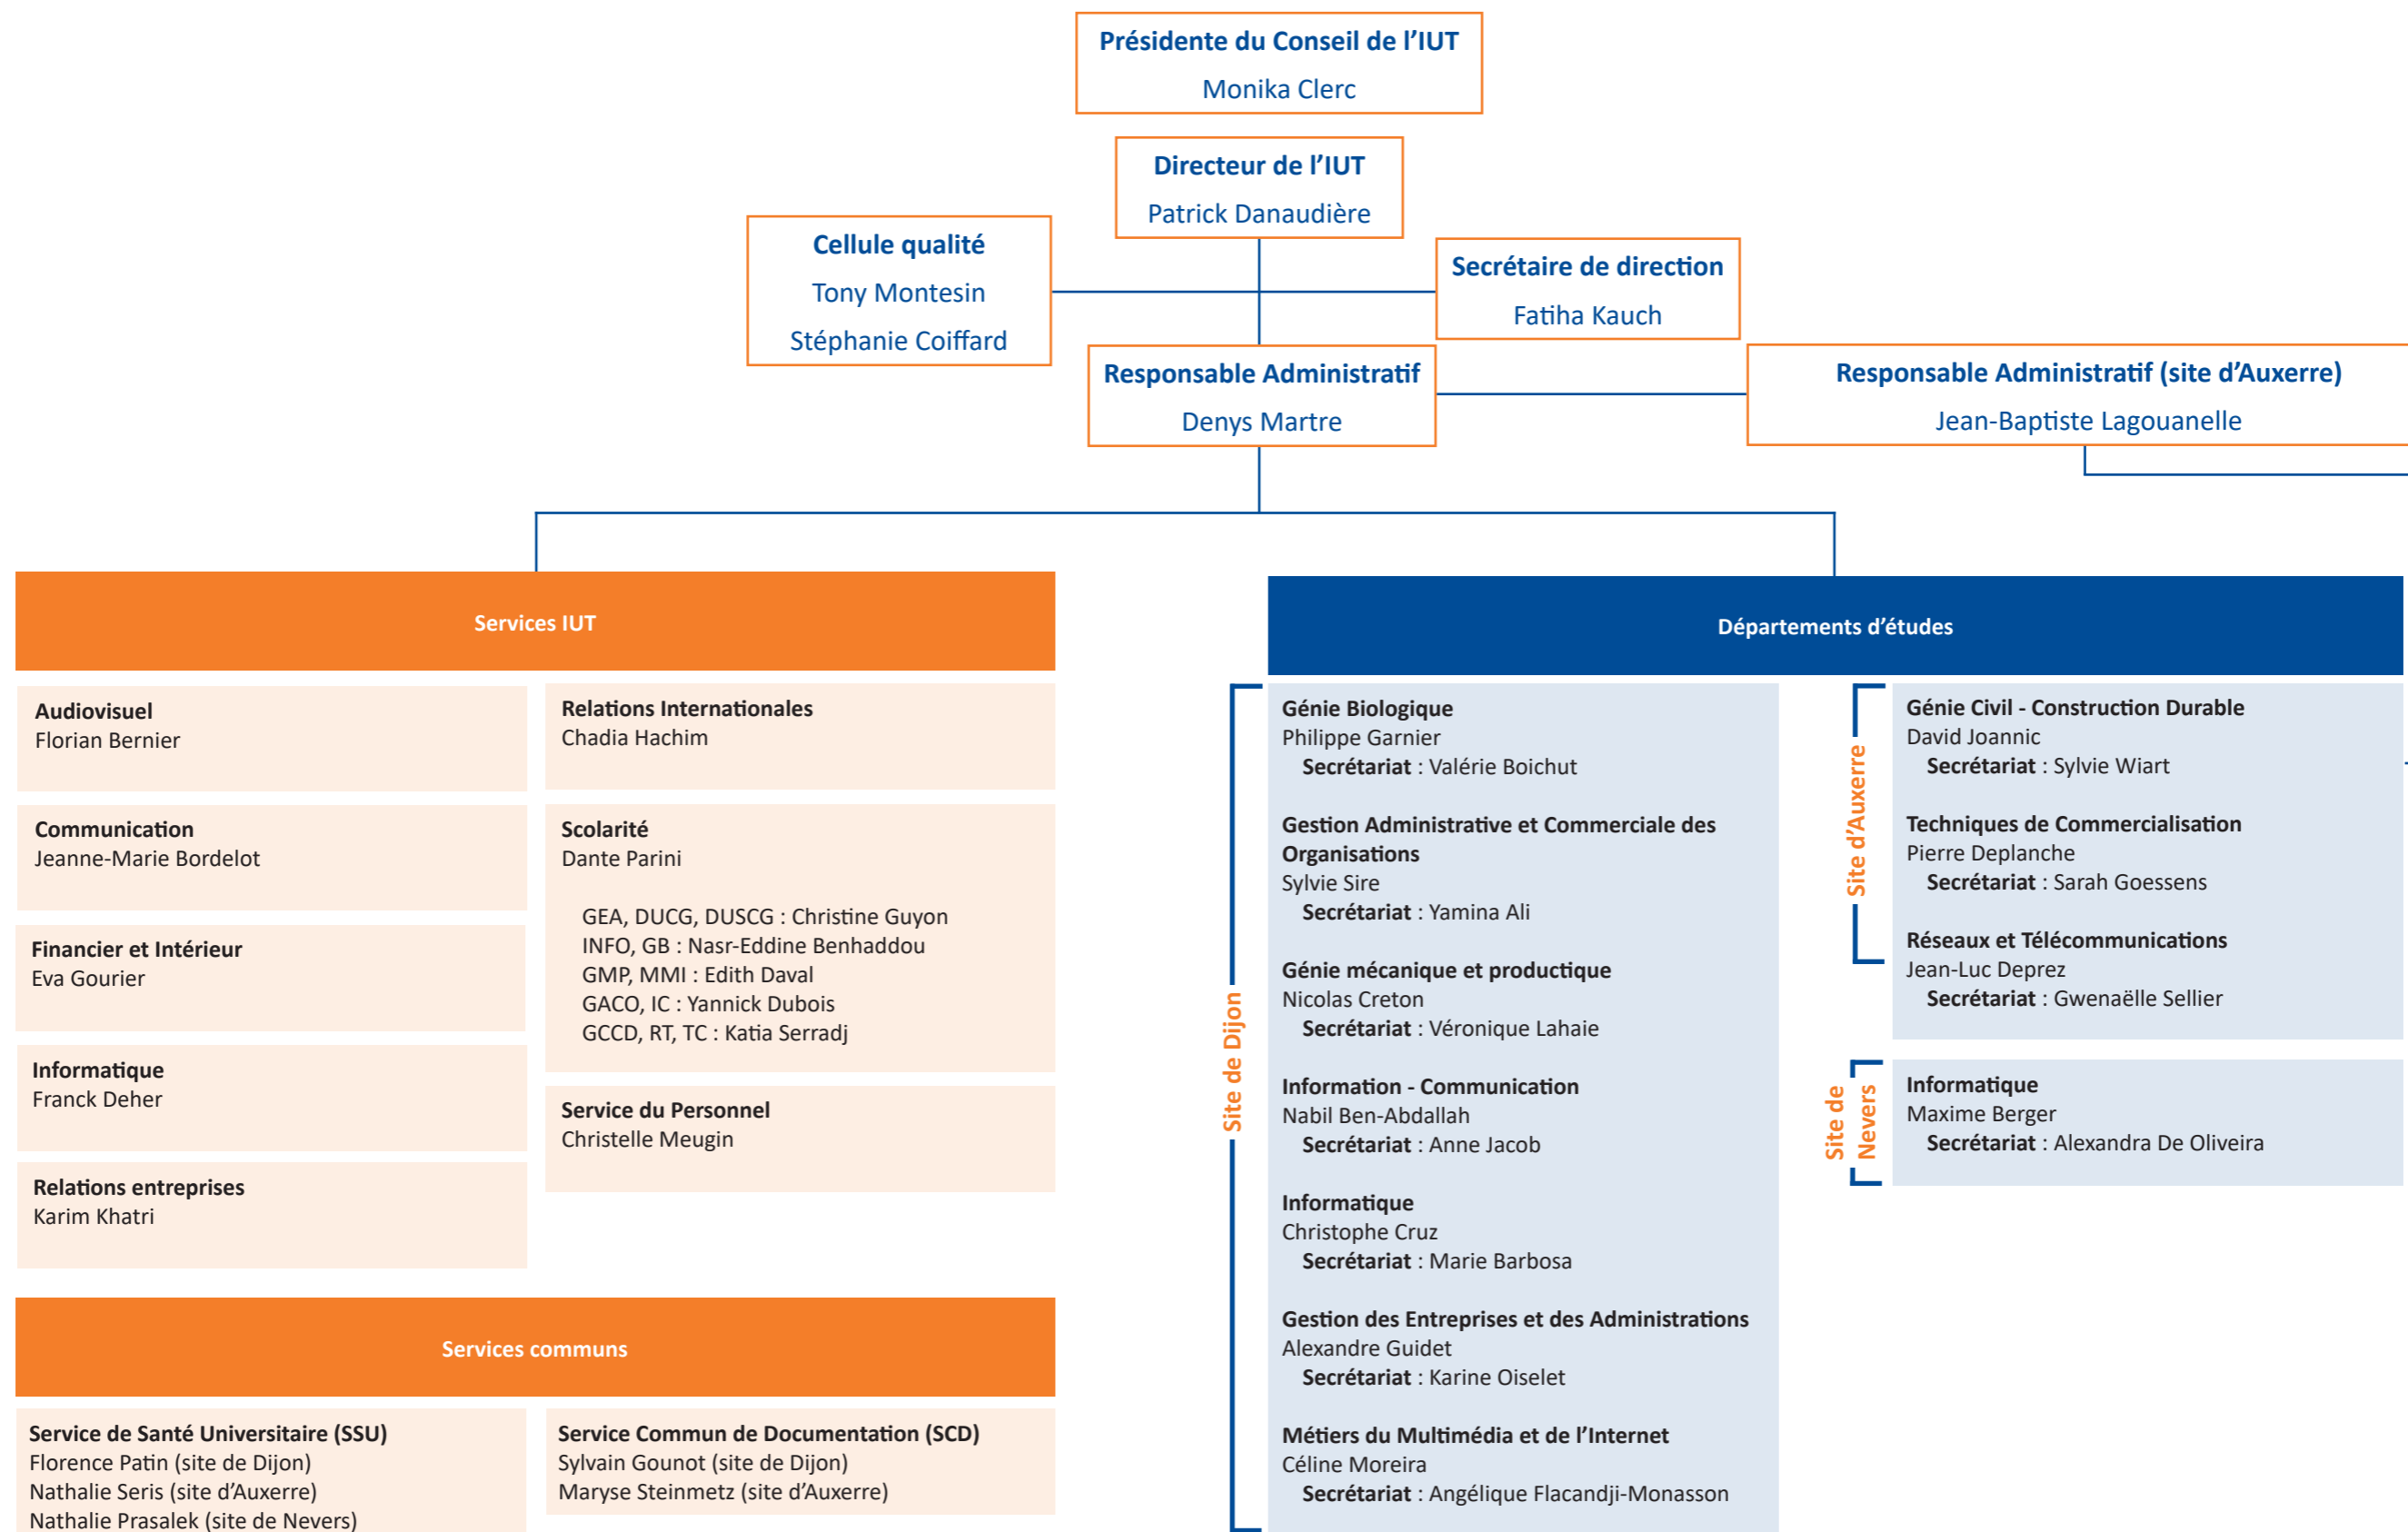 Présidente du Conseil de l’IUT
Monika Clerc
Directeur de l’IUT
Patrick Danaudière
Cellule qualité
Tony Montesin
Stéphanie Coiffard
Secrétaire de direction
Fatiha Kauch
Responsable Administratif
Denys Martre
Responsable Administratif (site d’Auxerre)
Jean-Baptiste Lagouanelle
Services IUT
Audiovisuel
Florian Bernier
Communication
Jeanne-Marie Bordelot
Financier et Intérieur
Eva Gourier
Informatique
Franck Deher
Relations entreprises
Karim Khatri
Relations Internationales
Chadia Hachim
Scolarité
Dante Parini
GEA, DUCG, DUSCG : Christine Guyon
INFO, GB : Nasr-Eddine Benhaddou
GMP, MMI : Edith Daval
GACO, IC : Yannick Dubois
GCCD, RT, TC : Katia Serradj
Service du Personnel
Christelle Meugin
Services communs
Service de Santé Universitaire (SSU)
Florence Patin (site de Dijon)
Nathalie Seris (site d’Auxerre)
Nathalie Prasalek (site de Nevers)
Service Commun de Documentation (SCD)
Sylvain Gounot (site de Dijon)
Maryse Steinmetz (site d’Auxerre)
Départements d’études
Site de Dijon
Génie Biologique
Philippe Garnier
Secrétariat : Valérie Boichut
Gestion Administrative et Commerciale des
Organisations
Sylvie Sire
Secrétariat : Yamina Ali
Génie mécanique et productique
Nicolas Creton
Secrétariat : Véronique Lahaie
Information - Communication
Nabil Ben-Abdallah
Secrétariat : Anne Jacob
Informatique
Christophe Cruz
Secrétariat : Marie Barbosa
Gestion des Entreprises et des Administrations
Alexandre Guidet
Secrétariat : Karine Oiselet
Métiers du Multimédia et de l’Internet
Céline Moreira
Secrétariat : Angélique Flacandji-Monasson
Site d’Auxerre
Génie Civil - Construction Durable
David Joannic
Secrétariat : Sylvie Wiart
Techniques de Commercialisation
Pierre Deplanche
Secrétariat : Sarah Goessens
Réseaux et Télécommunications
Jean-Luc Deprez
Secrétariat : Gwenaëlle Sellier
Site de
Nevers
Informatique
Maxime Berger
Secrétariat : Alexandra De Oliveira